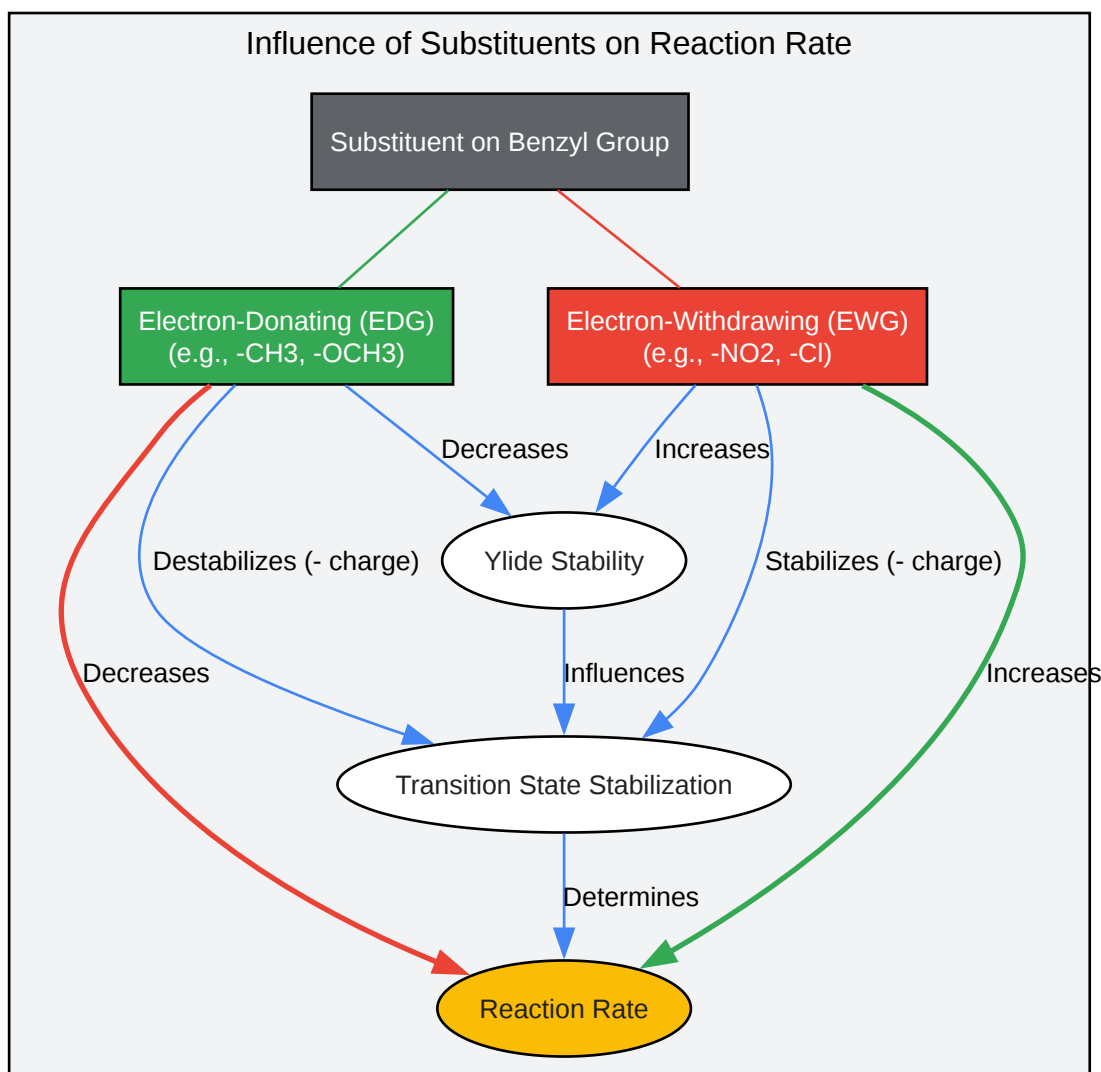 Influence of Substituents on Reaction Rate
Substituent on Benzyl Group
Electron-Donating (EDG)
(e.g., -CH3, -OCH3)
Electron-Withdrawing (EWG)
(e.g., -NO2, -Cl)
Decreases
Increases
Destabilizes (- charge)
Ylide Stability
Stabilizes (- charge)
Decreases
Influences
Increases
Transition State Stabilization
Determines
Reaction Rate